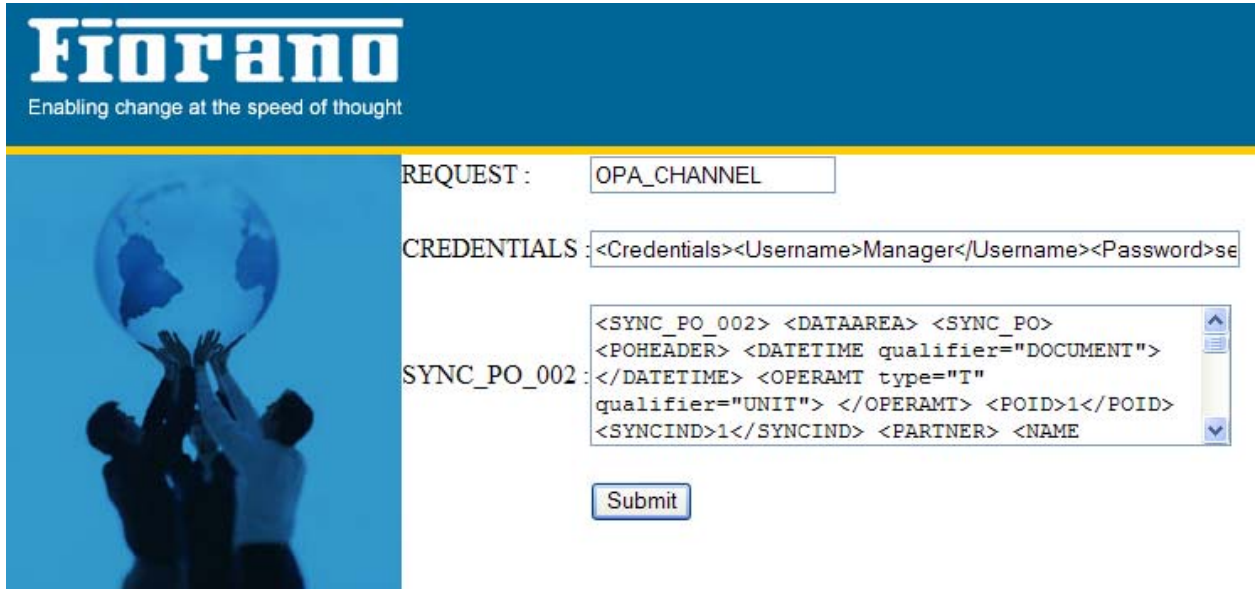 Fiorano
Enabling change at the speed of thought
REQUEST : OPA_CHANNEL
CREDENTIALS : <Credentials><Username>Manager</Username><Password>se
<SYNC_PO_002> <DATAAREA> <SYNC_PO>
<POHEADER> <DATETIME qualifier="DOCUMENT">
SYNC_PO_002 : </DATETIME> <OPERAMT type="T"
qualifier="UNIT"> </OPERAMT> <POID>1</POID>
<SYNCIND>1</SYNCIND> <PARTNER> <NAME
Submit